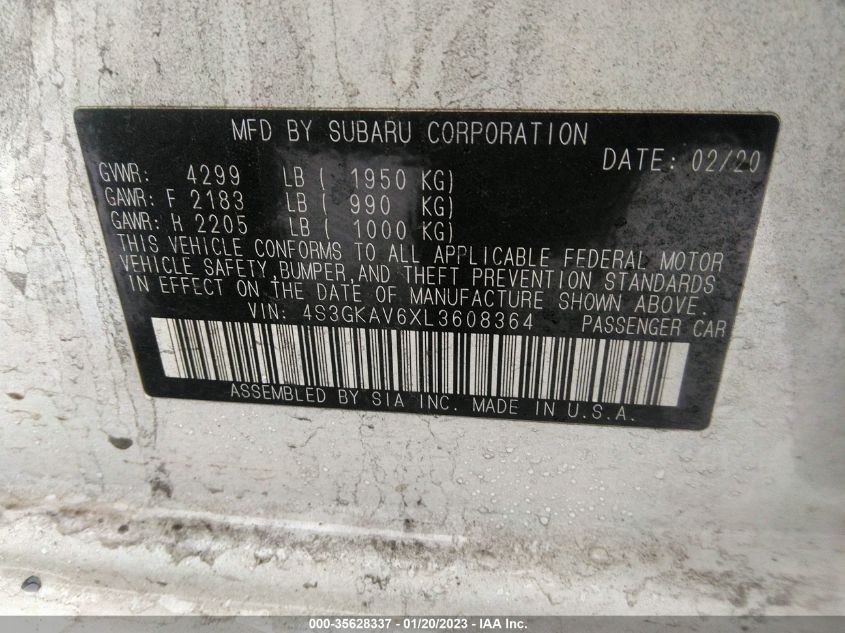 MFD BY SUBARU CORPORATION
DATE: 02/20
GVWR: 4299 LB ( 1950 KG)
GAWR: F 2183 LB ( 990 KG)
GAWR: H 2205 LB ( 1000 KG)
THIS VEHICLE CONFORMS TO ALL APPLICABLE FEDERAL MOTOR
VEHICLE SAFETY,BUMPER,AND THEFT PREVENTION STANDARDS
IN EFFECT ON THE DATE OF MANUFACTURE SHOWN ABOVE.
VIN: 4S3GKAV6XL3608364 PASSENGER CAR
ASSEMBLED BY SIA INC. MADE IN U.S.A.
000-35628337 - 01/20/2023 - IAA Inc.